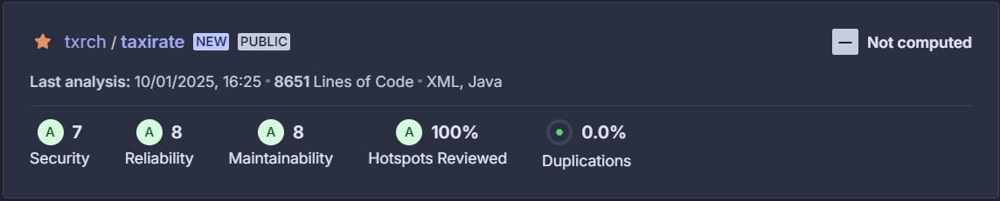 txrch / taxirate NEW PUBLIC — Not computed
Last analysis: 10/01/2025, 16:25 • 8651 Lines of Code • XML, Java
A 7 A 8 A 8 A 100% 0.0%
Security Reliability Maintainability Hotspots Reviewed Duplications